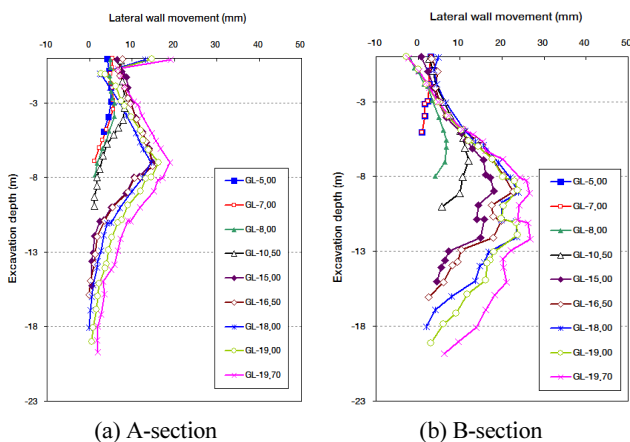 (a)
Lateral wall movement (mm)
-10 0 10 20 30 40 50
Excavation depth (m)
-3
-8
-13
-18
-23
GL-5,00
GL-7,00
GL-8,00
GL-10,50
GL-15,00
GL-16,50
GL-18,00
GL-19,00
GL-19,70
(a) A-section
(b)
Lateral wall movement (mm)
-10 0 10 20 30 40 50
Excavation depth (m)
-3
-8
-13
-18
-23
GL-5,00
GL-7,00
GL-8,00
GL-10,50
GL-15,00
GL-16,50
GL-18,00
GL-19,00
GL-19,70
(b) B-section